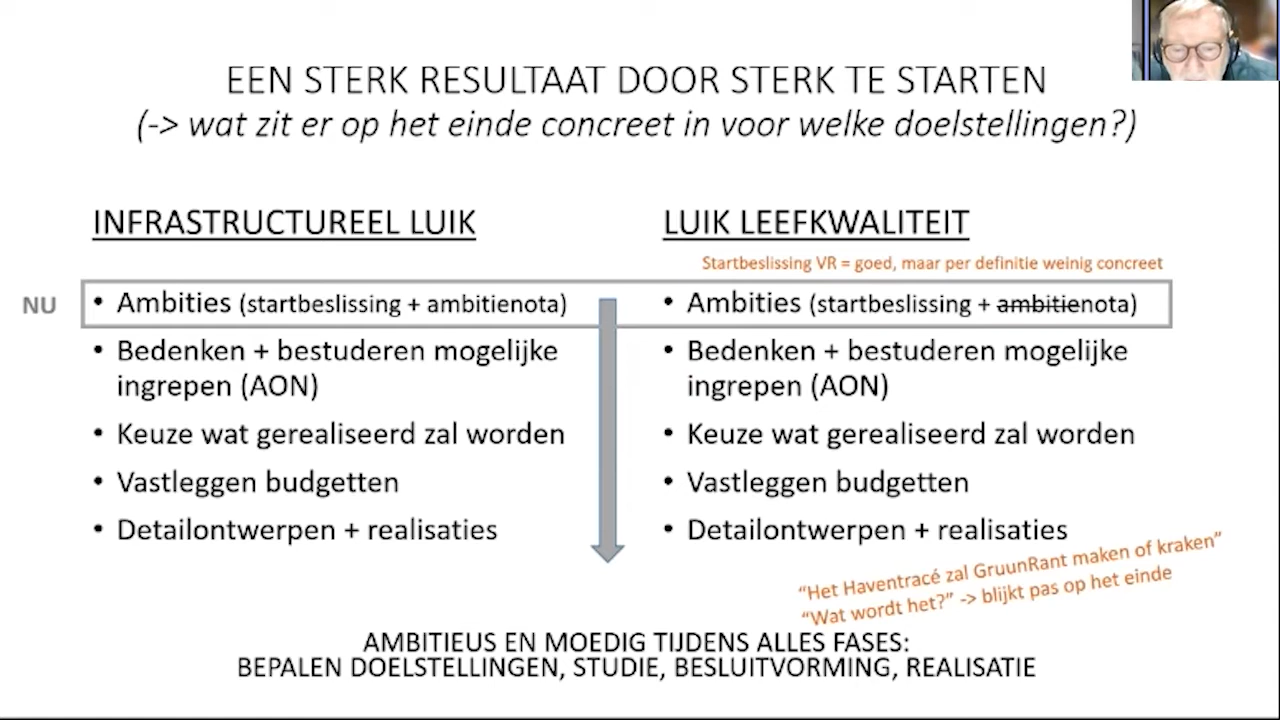 EEN STERK RESULTAAT DOOR STERK TE STARTEN
(-> wat zit er op het einde concreet in voor welke doelstellingen?)
INFRASTRUCTUREEL LUIK
NU
• Ambities (startbeslissing + ambitienota)
• Bedenken + bestuderen mogelijke
ingrepen (AON)
• Keuze wat gerealiseerd zal worden
• Vastleggen budgetten
• Detailontwerpen + realisaties
LUIK LEEFKWALITEIT
Startbeslissing VR = goed, maar per definitie weinig concreet
• Ambities (startbeslissing + ambitienota)
• Bedenken + bestuderen mogelijke
ingrepen (AON)
• Keuze wat gerealiseerd zal worden
• Vastleggen budgetten
• Detailontwerpen + realisaties
“Het Haventracé zal GruunRant maken of kraken”
“Wat wordt het?” -> blijkt pas op het einde
AMBITIEUS EN MOEDIG TIJDENS ALLES FASES:
BEPALEN DOELSTELLINGEN, STUDIE, BESLUITVORMING, REALISATIE